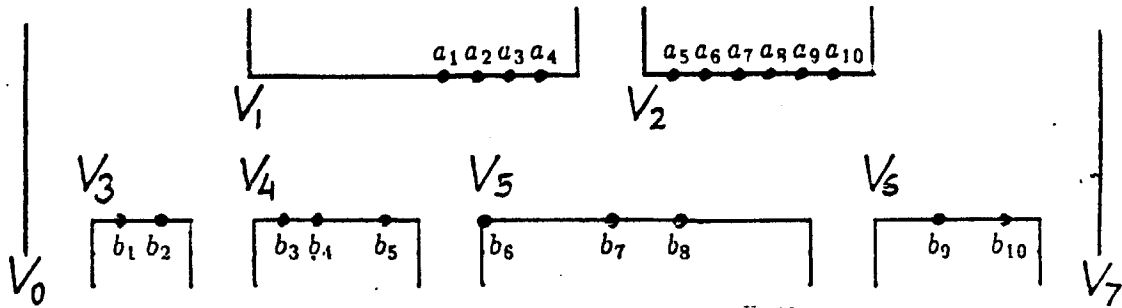 a₁ a₂ a₃ a₄ a₅ a₆ a₇ a₈ a₉ a₁₀
V₁ V₂
V₃ V₄ V₅ V₆
b₁ b₂ b₃ b₄ b₅ b₆ b₇ b₈ b₉ b₁₀
V₀ V₇